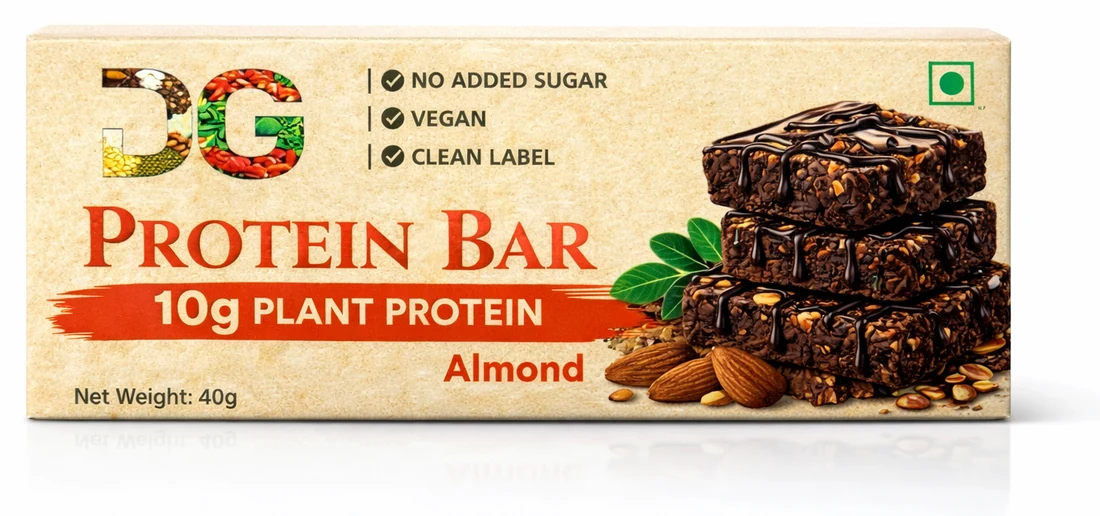 DG
NO ADDED SUGAR
VEGAN
CLEAN LABEL
PROTEIN BAR
10g PLANT PROTEIN
Almond
Net Weight: 40g